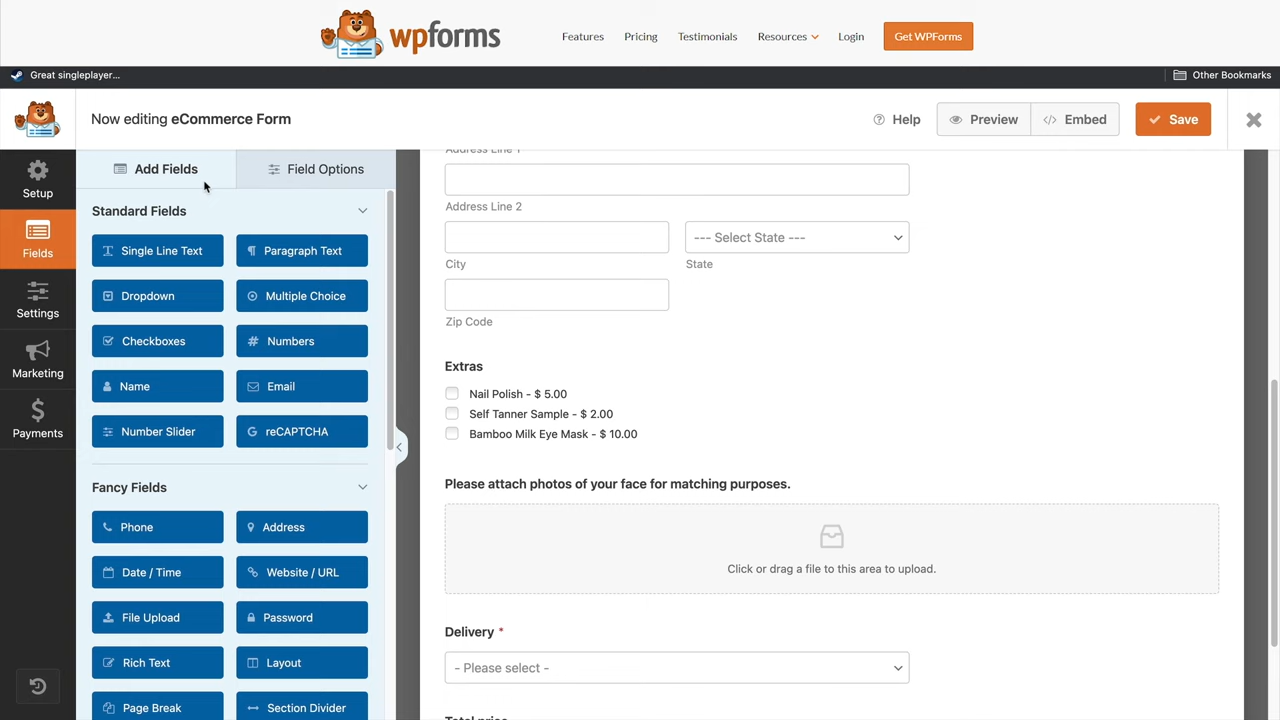 wpforms
Features
Pricing
Testimonials
Resources
Login
Get WPForms
Great singleplayer...
Other Bookmarks
Now editing eCommerce Form
Help
Preview
Embed
Save
Setup
Fields
Settings
Marketing
Payments
Add Fields
Field Options
Standard Fields
Single Line Text
Paragraph Text
Dropdown
Multiple Choice
Checkboxes
Numbers
Name
Email
Number Slider
reCAPTCHA
Fancy Fields
Phone
Address
Date / Time
Website / URL
File Upload
Password
Rich Text
Layout
Page Break
Section Divider
Address Line 1
Address Line 2
--- Select State ---
City
State
Zip Code
Extras
Nail Polish - $ 5.00
Self Tanner Sample - $ 2.00
Bamboo Milk Eye Mask - $ 10.00
Please attach photos of your face for matching purposes.
Click or drag a file to this area to upload.
Delivery *
- Please select -
Total price